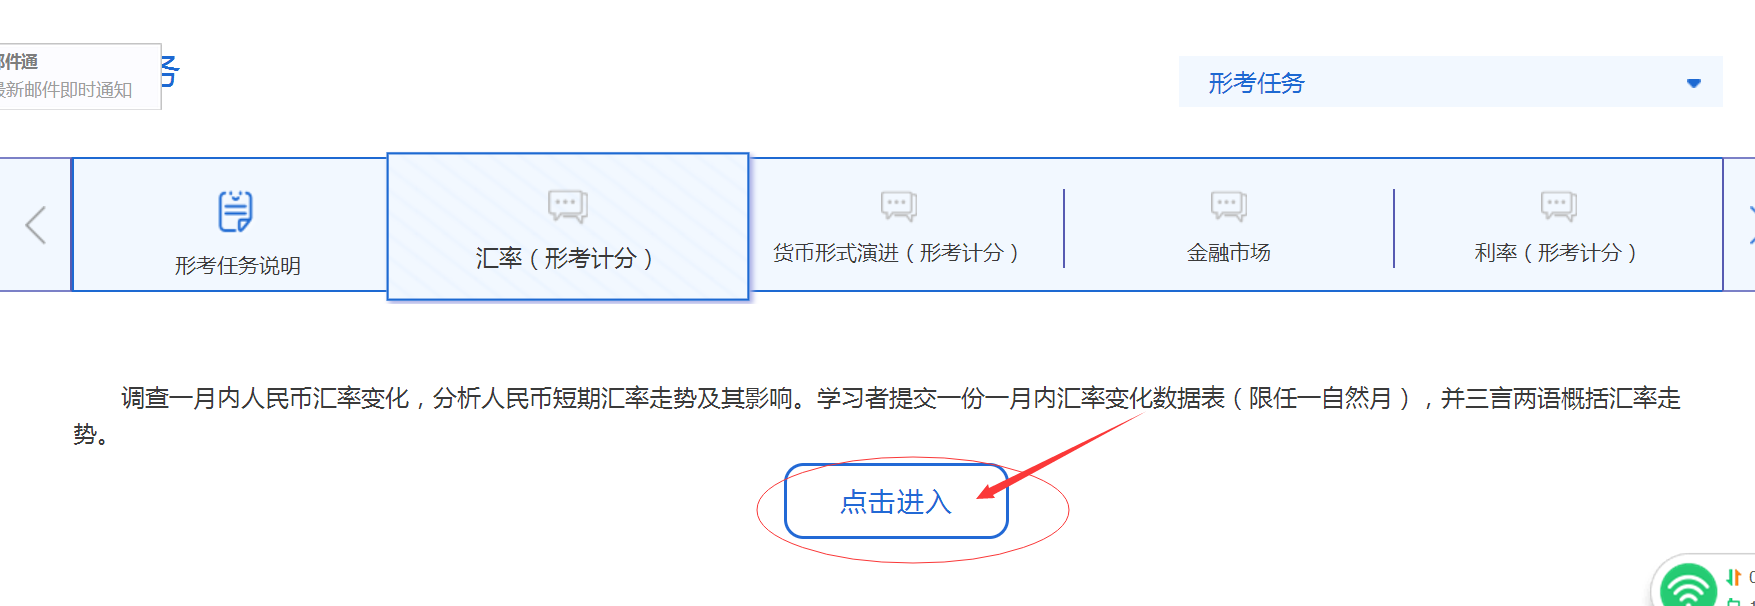 邮件通
务
最新邮件即时通知
形考任务
形考任务说明
汇率（形考计分）
货币形式演进（形考计分）
金融市场
利率（形考计分）
调查一月内人民币汇率变化，分析人民币短期汇率走势及其影响。学习者提交一份一月内汇率变化数据表（限任一自然月），并三言两语概括汇率走
势。
点击进入